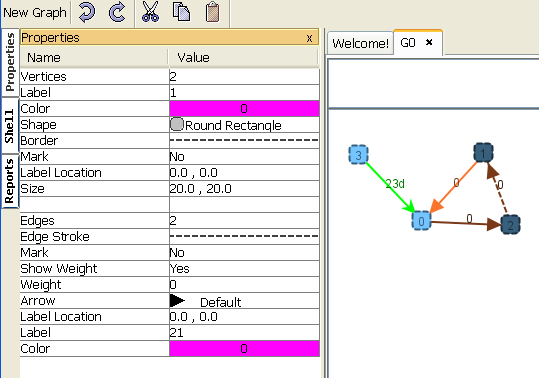 New Graph
Properties x
Name Value
Vertices 2
Label 1
Color 0
Shape Round Rectangle
Border
Mark No
Label Location 0.0 , 0.0
Size 20.0 , 20.0
Edges 2
Edge Stroke
Mark No
Show Weight Yes
Weight 0
Arrow Default
Label Location 0.0 , 0.0
Label 21
Color 0
Properties
Shell
Reports
Welcome! G0 ×
3 1
23d 0 0
0 0 2